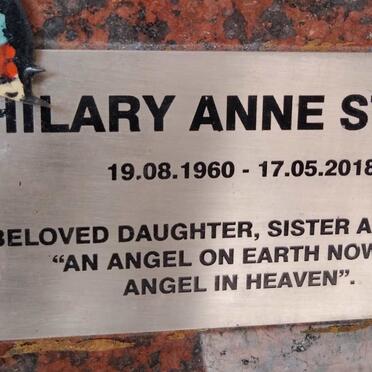 HILARY ANNE S
19.08.1960 - 17.05.2018
BELOVED DAUGHTER, SISTER A
"AN ANGEL ON EARTH NOW
ANGEL IN HEAVEN".